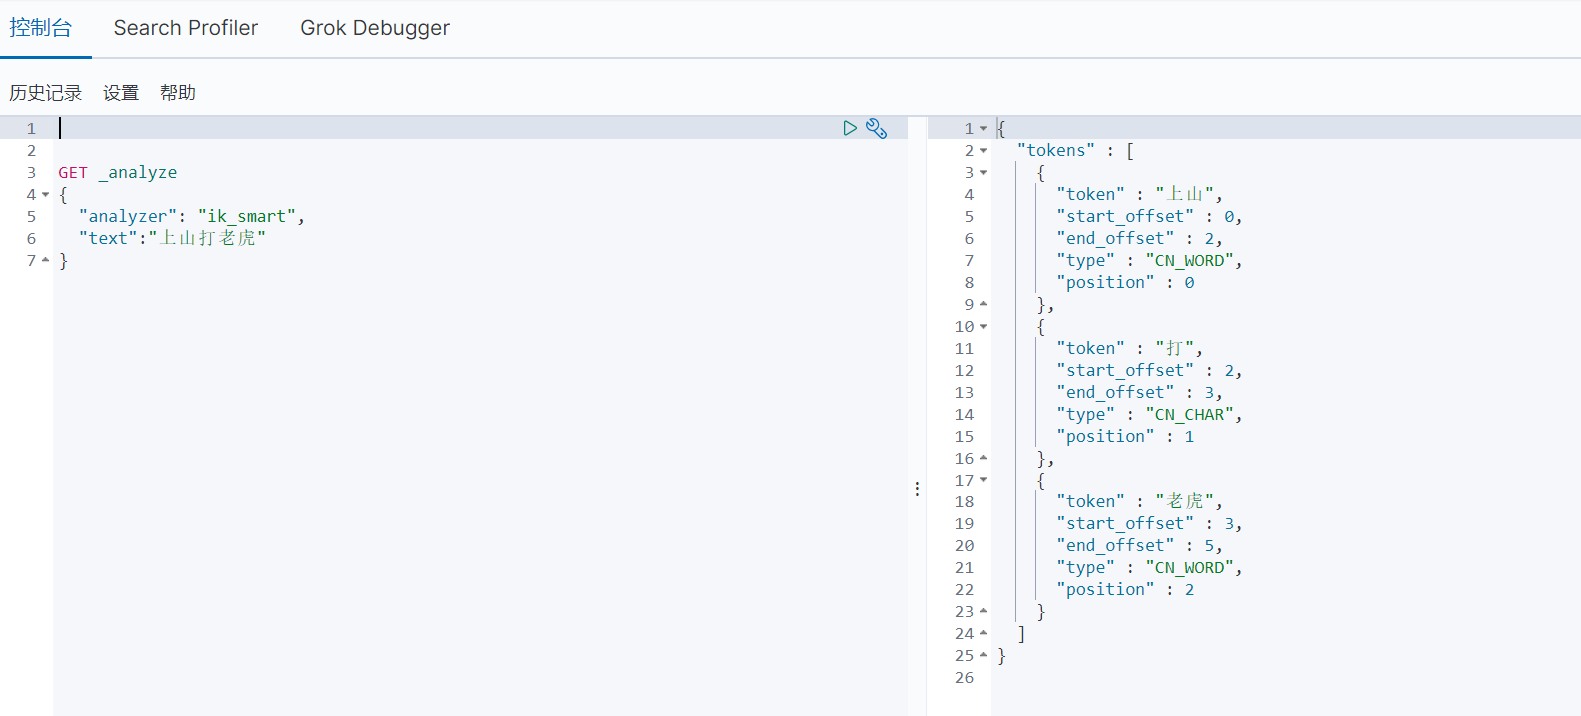 控制台 Search Profiler Grok Debugger
历史记录 设置 帮助
1
2
3 GET _analyze
4 {
5 "analyzer": "ik_smart",
6 "text":"上山打老虎"
7 }
1 {
2 "tokens" : [
3 {
4 "token" : "上山",
5 "start_offset" : 0,
6 "end_offset" : 2,
7 "type" : "CN_WORD",
8 "position" : 0
9 },
10 {
11 "token" : "打",
12 "start_offset" : 2,
13 "end_offset" : 3,
14 "type" : "CN_CHAR",
15 "position" : 1
16 },
17 {
18 "token" : "老虎",
19 "start_offset" : 3,
20 "end_offset" : 5,
21 "type" : "CN_WORD",
22 "position" : 2
23 }
24 ]
25 }
26